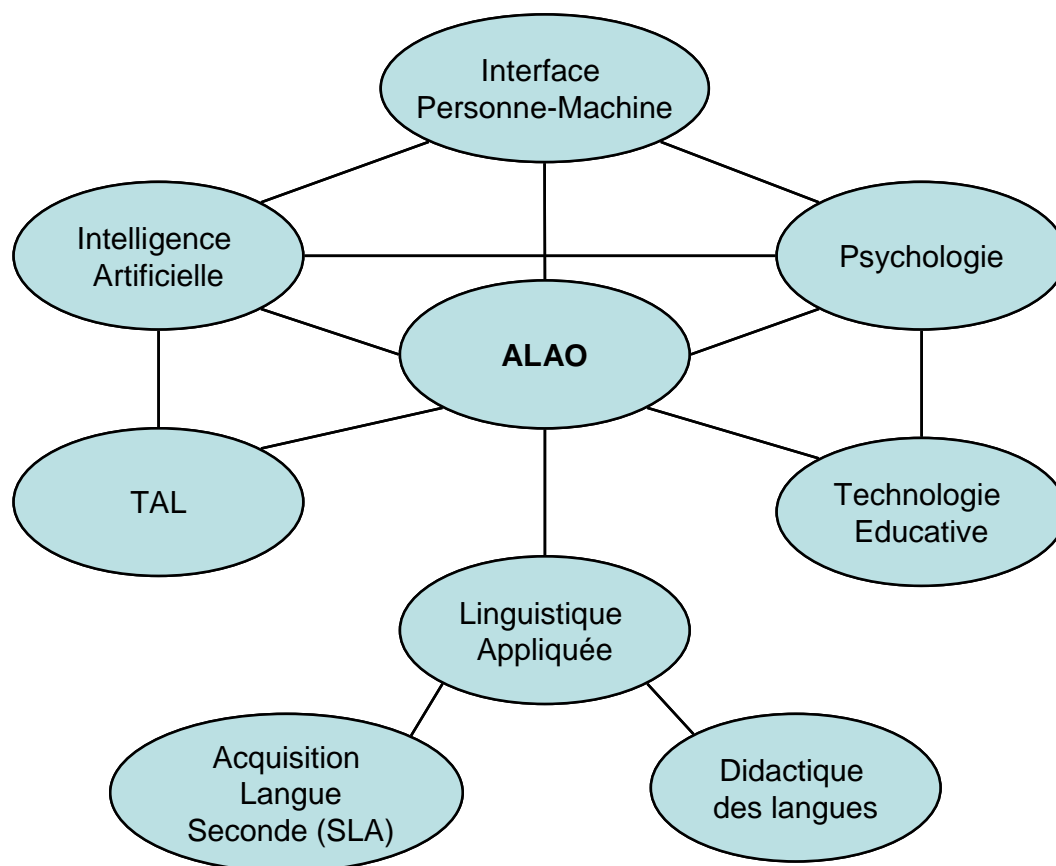 Interface
Personne-Machine
Intelligence
Artificielle
Psychologie
ALAO
TAL
Technologie
Educative
Linguistique
Appliquée
Acquisition
Langue
Seconde (SLA)
Didactique
des langues